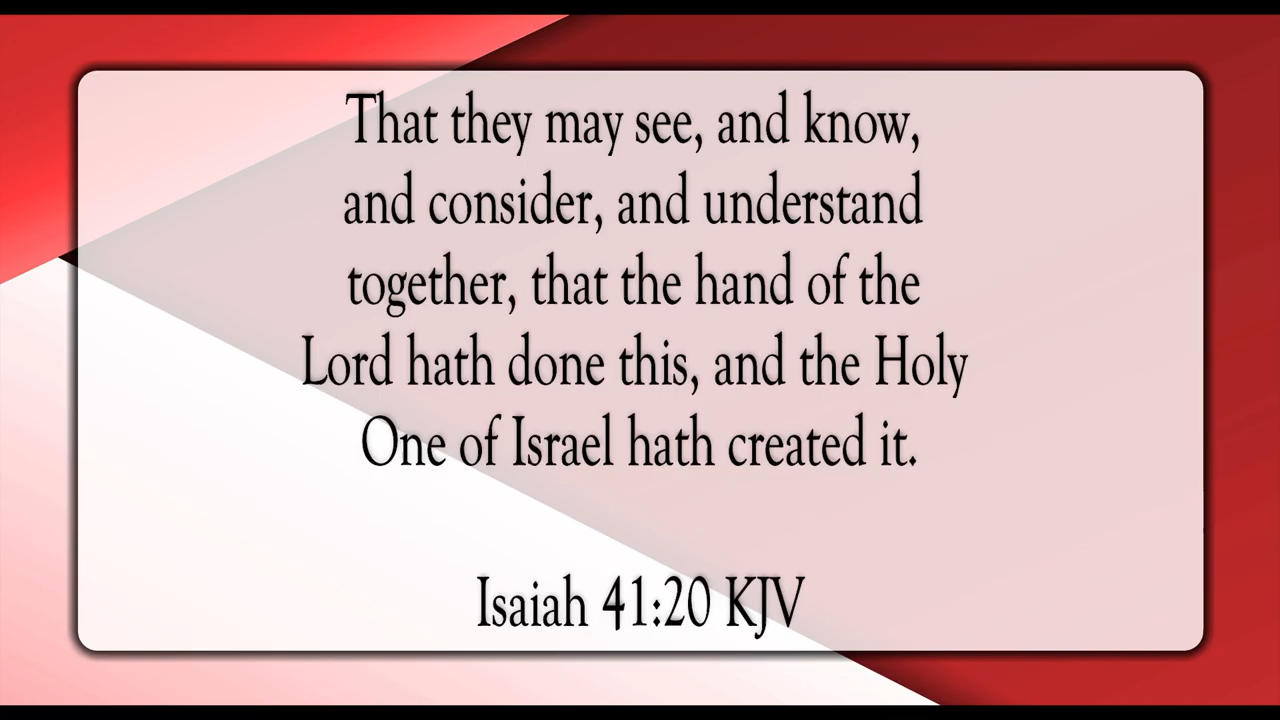 That they may see, and know,
and consider, and understand
together, that the hand of the
Lord hath done this, and the Holy
One of Israel hath created it.
Isaiah 41:20 KJV